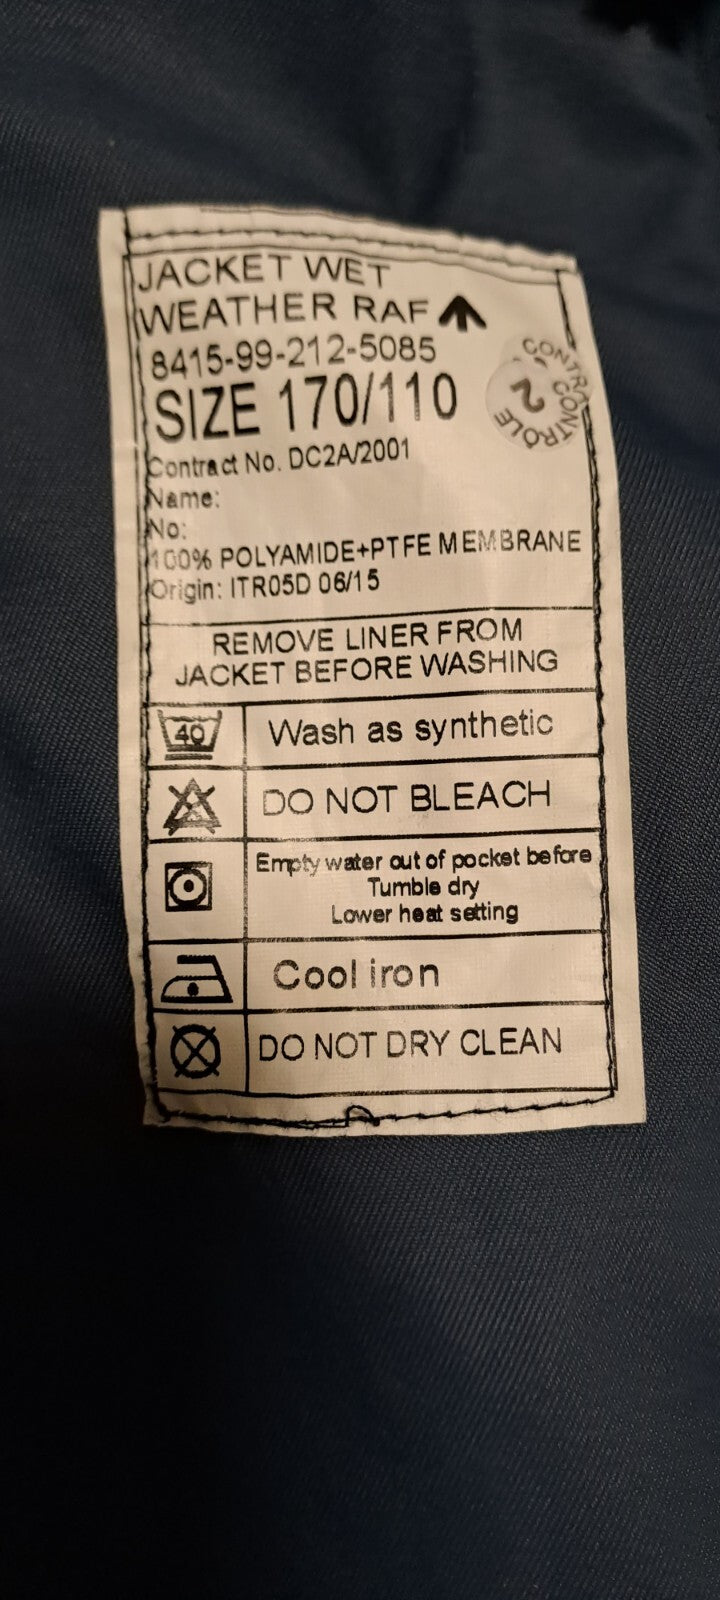 JACKET WET
WEATHER RAF
8415-99-212-5085
SIZE 170/110
CONTROLE
2
CONTROLE
Contract No. DC2A/2001
Name:
No:
100% POLYAMIDE+PTFE MEMBRANE
Origin: ITR05D 06/15
REMOVE LINER FROM
JACKET BEFORE WASHING
40 Wash as synthetic
DO NOT BLEACH
Empty water out of pocket before
Tumble dry
Lower heat setting
Cool iron
DO NOT DRY CLEAN